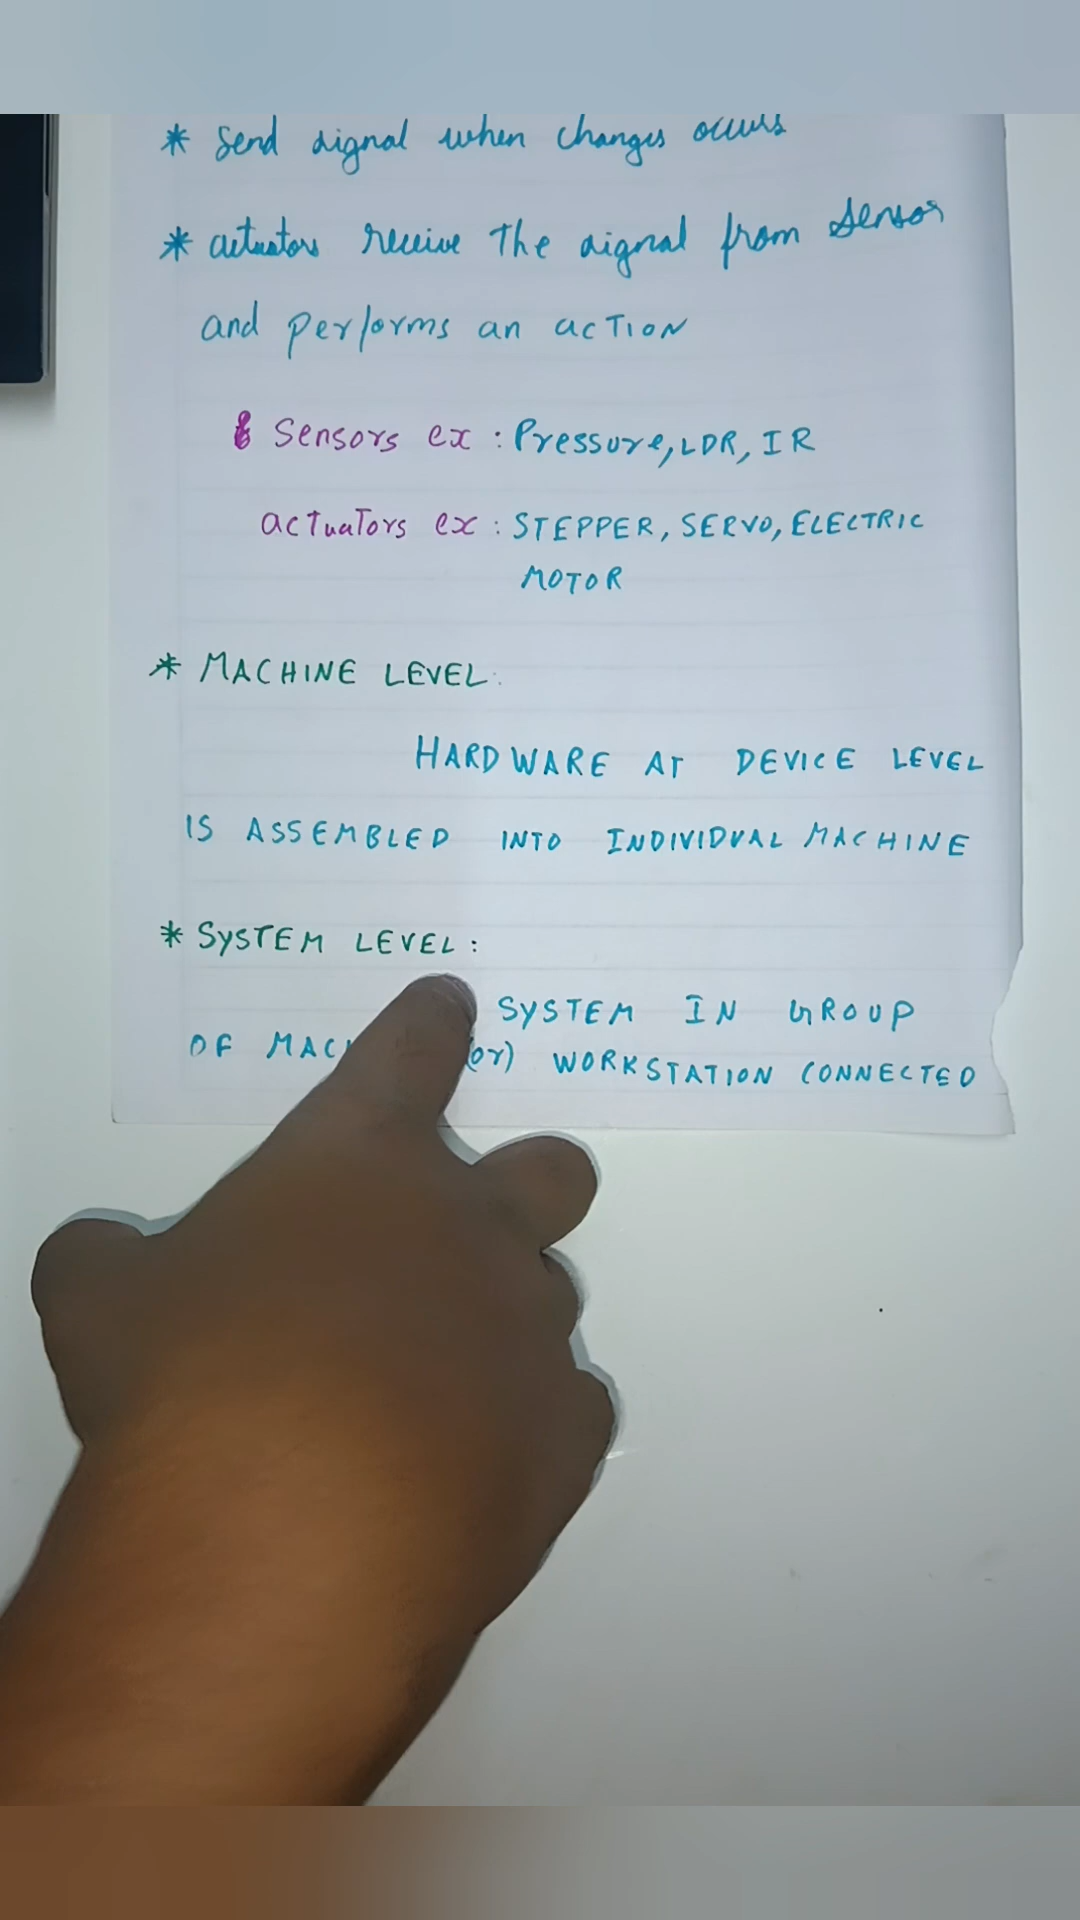 * Send signal when changes occurs
* actuators receive the signal from sensor
and performs an action
Sensors ex : Pressure, LDR, IR
actuators ex : STEPPER, SERVO, ELECTRIC
MOTOR
* MACHINE LEVEL:
HARDWARE AT DEVICE LEVEL
IS ASSEMBLED INTO INDIVIDUAL MACHINE
* SYSTEM LEVEL:
SYSTEM IN GROUP
OF (or) WORKSTATION CONNECTED